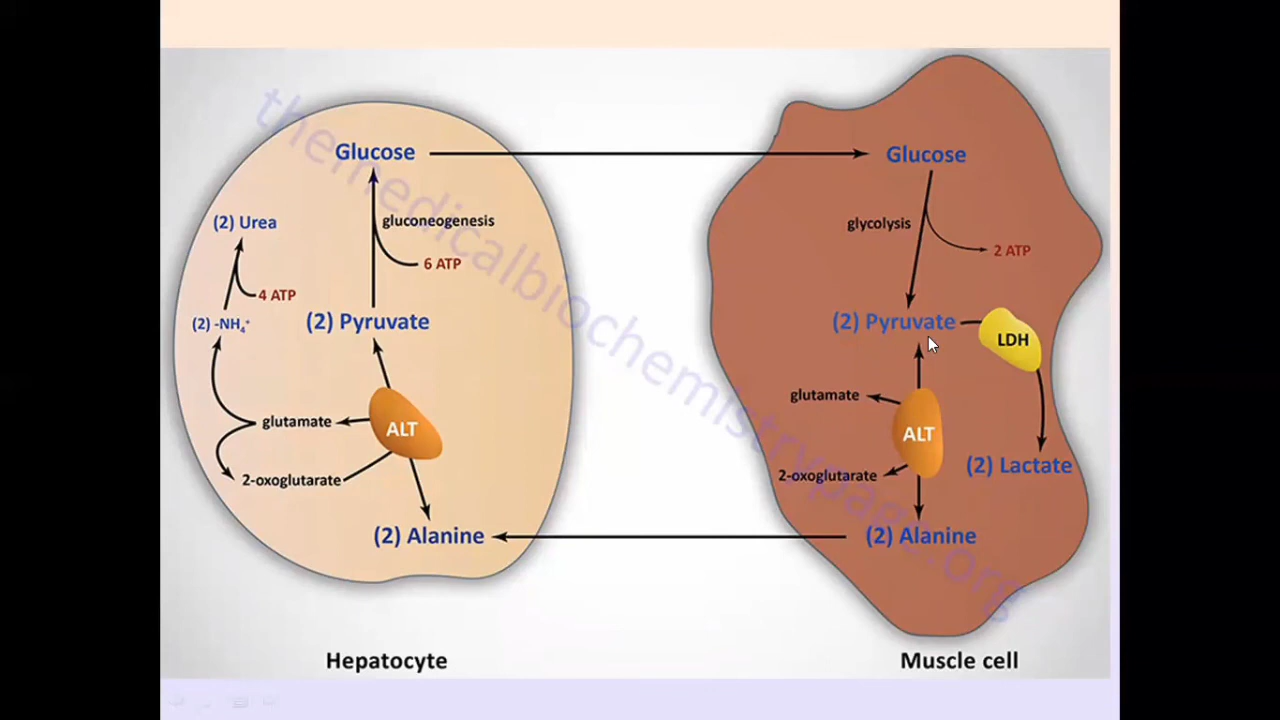 Glucose
Glucose
(2) Urea
gluconeogenesis
glycolysis
6 ATP
2 ATP
4 ATP
(2) -NH4+
(2) Pyruvate
(2) Pyruvate
LDH
glutamate
ALT
glutamate
ALT
2-oxoglutarate
2-oxoglutarate
(2) Lactate
(2) Alanine
(2) Alanine
themedicalbiochemistrypage.org
Hepatocyte
Muscle cell